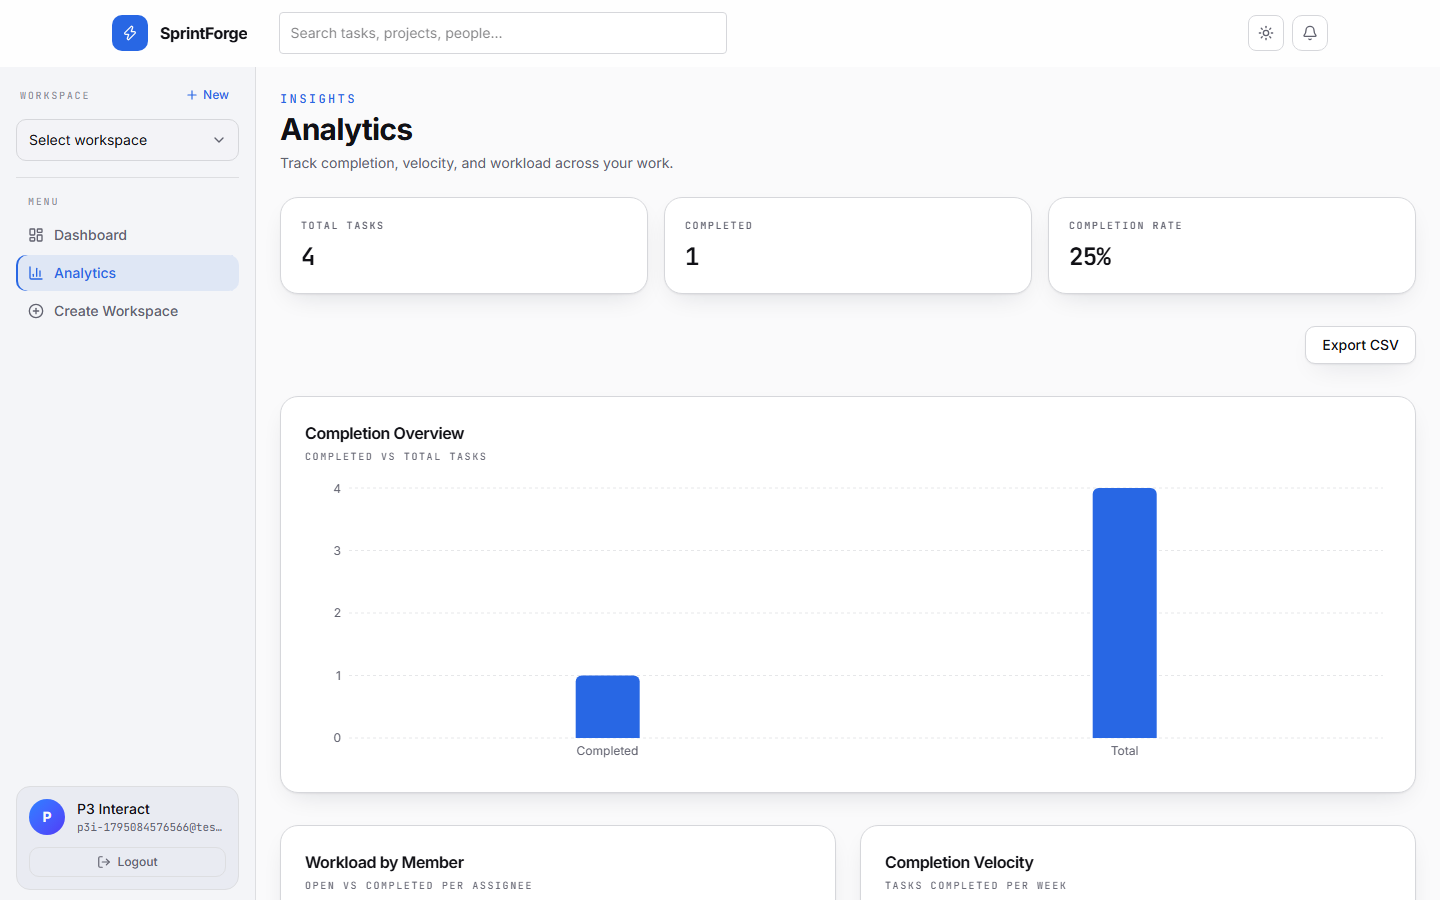 SprintForge
Search tasks, projects, people...
WORKSPACE
New
Select workspace
MENU
Dashboard
Analytics
Create Workspace
P
P3 Interact
p3i-1795084576566@tes…
Logout
INSIGHTS
Analytics
Track completion, velocity, and workload across your work.
TOTAL TASKS
4
COMPLETED
1
COMPLETION RATE
25%
Export CSV
Completion Overview
COMPLETED VS TOTAL TASKS
4
3
2
1
0
Completed
Total
Workload by Member
OPEN VS COMPLETED PER ASSIGNEE
Completion Velocity
TASKS COMPLETED PER WEEK